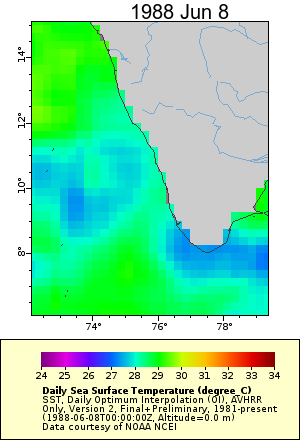 1988 Jun 8
14°
12°
10°
8°
74° 76° 78°
24 25 26 27 28 29 30 31 32 33 34
Daily Sea Surface Temperature (degree_C)
SST, Daily Optimum Interpolation (OI), AVHRR
Only, Version 2, Final+Preliminary, 1981-present
(1988-06-08T00:00:00Z, Altitude=0.0 m)
Data courtesy of NOAA NCEI